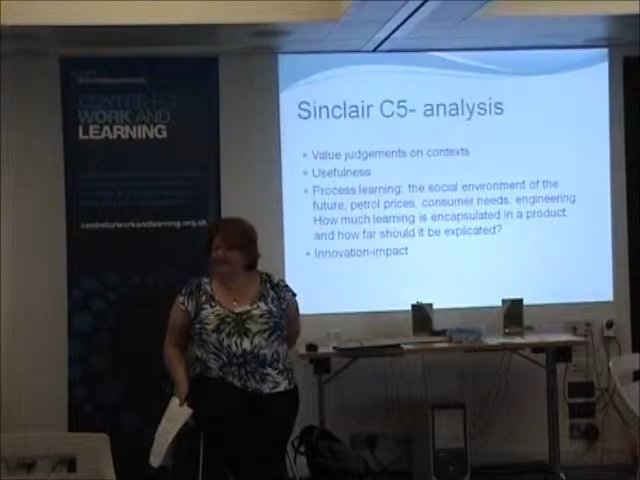 CENTRE FOR
WORK AND
LEARNING
centreforworkandlearning.org.uk
Sinclair C5- analysis
• Value judgements on contexts
• Usefulness
• Process learning: the social environment of the
future, petrol prices, consumer needs, engineering
How much learning is encapsulated in a product,
and how far should it be explicated?
• Innovation-impact